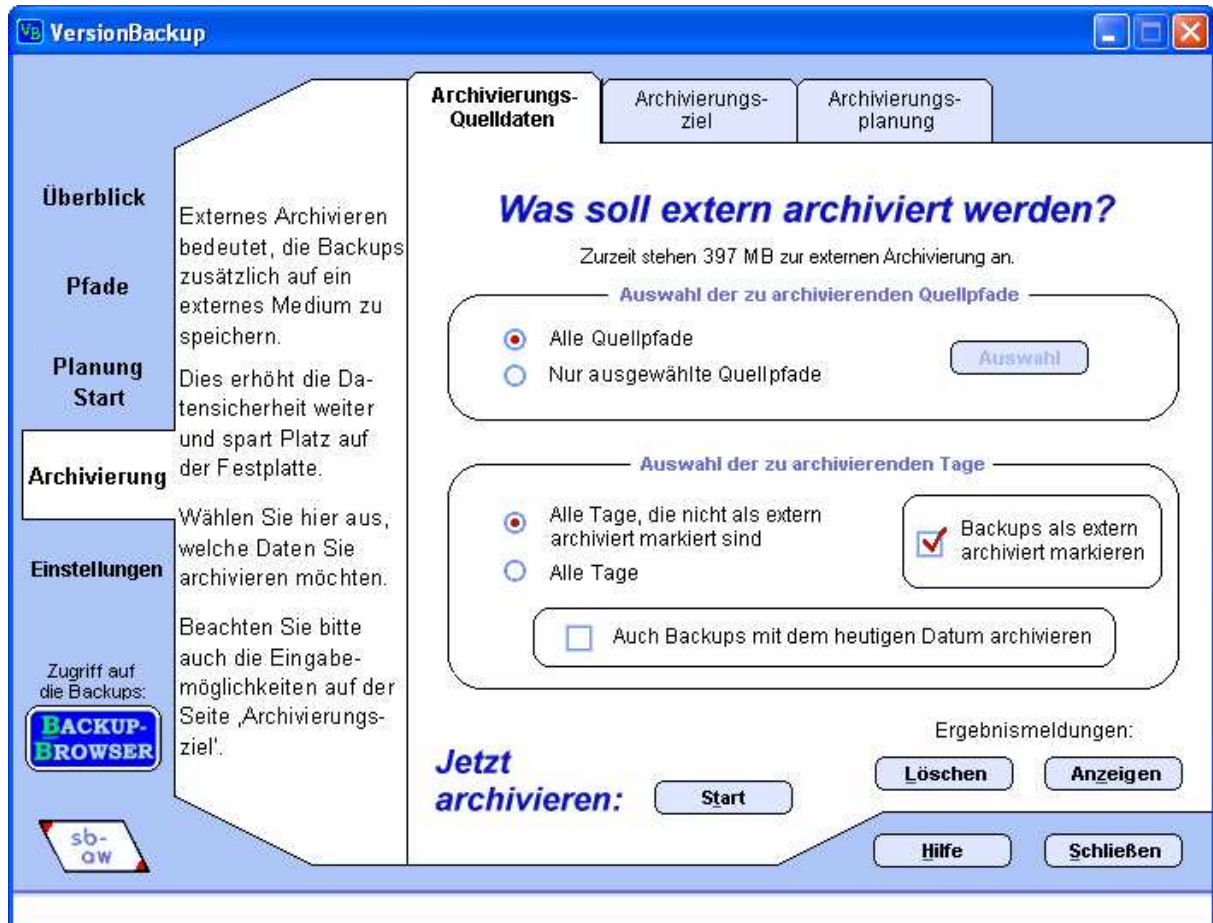 VB VersionBackup
Archivierungs-
Quelldaten
Archivierungs-
ziel
Archivierungs-
planung
Überblick
Pfade
Planung
Start
Archivierung
Einstellungen
Zugriff auf
die Backups:
BACKUP-
BROWSER
sb-
aw
Externes Archivieren
bedeutet, die Backups
zusätzlich auf ein
externes Medium zu
speichern.
Dies erhöht die Da-
tensicherheit weiter
und spart Platz auf
der Festplatte.
Wählen Sie hier aus,
welche Daten Sie
archivieren möchten.
Beachten Sie bitte
auch die Eingabe-
möglichkeiten auf der
Seite ‚Archivierungs-
ziel'.
Was soll extern archiviert werden?
Zurzeit stehen 397 MB zur externen Archivierung an.
Auswahl der zu archivierenden Quellpfade
Alle Quellpfade
Nur ausgewählte Quellpfade
Auswahl
Auswahl der zu archivierenden Tage
Alle Tage, die nicht als extern
archiviert markiert sind
Alle Tage
Backups als extern
archiviert markieren
Auch Backups mit dem heutigen Datum archivieren
Jetzt
archivieren:
Start
Ergebnismeldungen:
Löschen
Anzeigen
Hilfe
Schließen